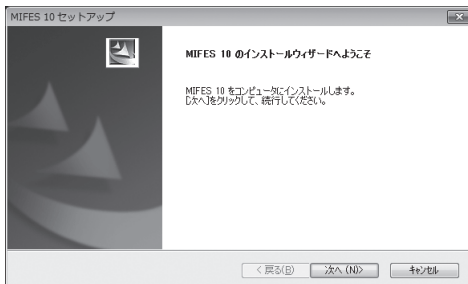 MIFES 10 セットアップ
MIFES 10 のインストールウィザードへようこそ
MIFES 10 をコンピュータにインストールします。
[次へ]をクリックして、続行してください。
< 戻る(B)
次へ (N)>
キャンセル